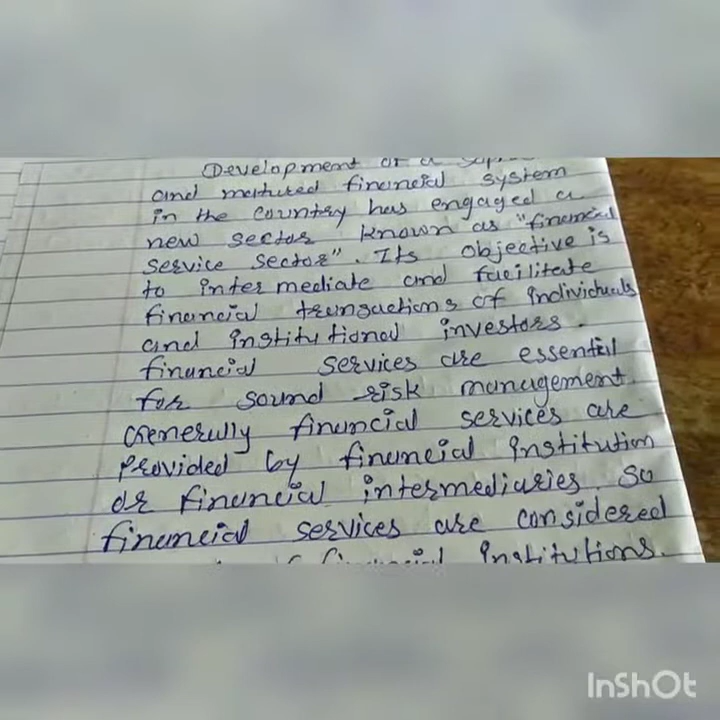 Development of a
and matured financial system
in the country has engaged a
new sector known as "financial
service sector". Its objective is
to intermediate and facilitate
financial transactions of individuals
and institutional investors.
financial services are essential
for sound risk management.
Generally financial services are
Provided by financial institution
or financial intermediaries. so
financial services are considered
financial institutions.
InShOt